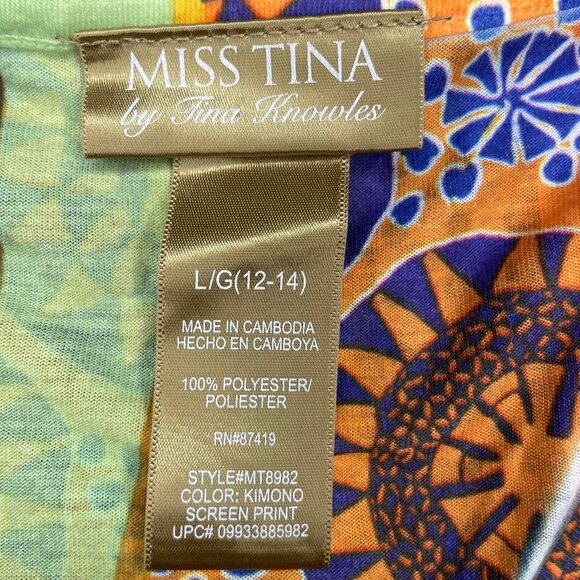 MISS TINA
by Tina Knowles
L/G(12-14)
MADE IN CAMBODIA
HECHO EN CAMBOYA
100% POLYESTER/
POLIESTER
RN#87419
STYLE#MT8982
COLOR: KIMONO
SCREEN PRINT
UPC# 09933885982